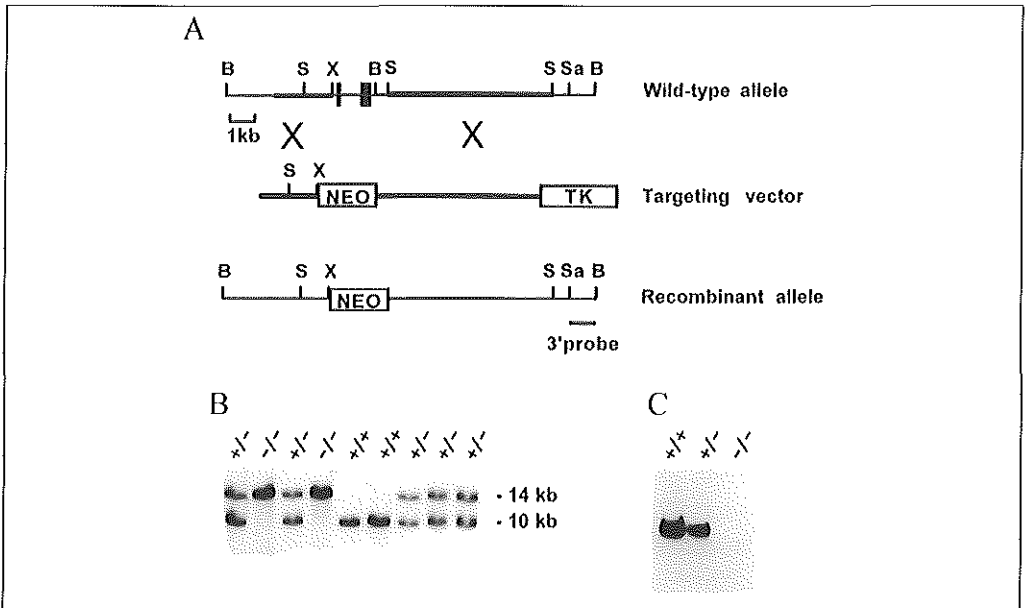 A
B S X B S S Sa B
Wild-type allele
1kb
X X
S X
NEO TK
Targeting vector
B S X S Sa B
NEO
Recombinant allele
3'probe
B
+/- -/- +/- -/- +/+ +/+ +/- +/- +/-
- 14 kb
- 10 kb
C
+/+ +/- -/-